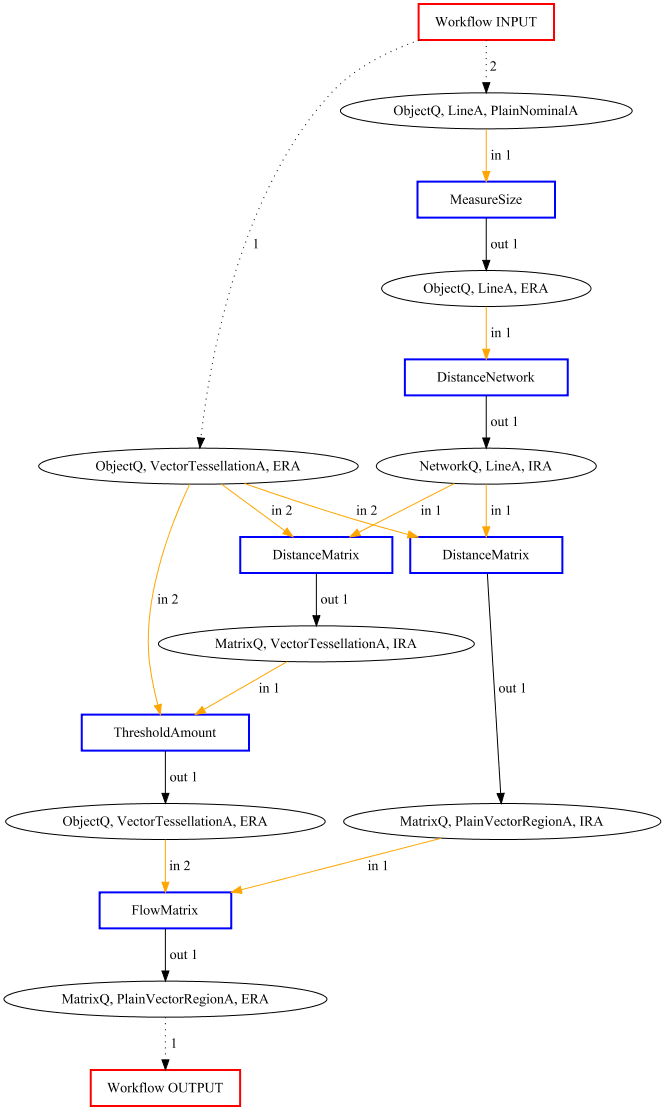 Workflow INPUT
2
ObjectQ, LineA, PlainNominalA
in 1
MeasureSize
1
out 1
ObjectQ, LineA, ERA
in 1
DistanceNetwork
out 1
ObjectQ, VectorTessellationA, ERA
NetworkQ, LineA, IRA
in 2
in 2
in 1
in 1
DistanceMatrix
DistanceMatrix
in 2
out 1
MatrixQ, VectorTessellationA, IRA
in 1
out 1
ThresholdAmount
out 1
ObjectQ, VectorTessellationA, ERA
MatrixQ, PlainVectorRegionA, IRA
in 2
in 1
FlowMatrix
out 1
MatrixQ, PlainVectorRegionA, ERA
1
Workflow OUTPUT